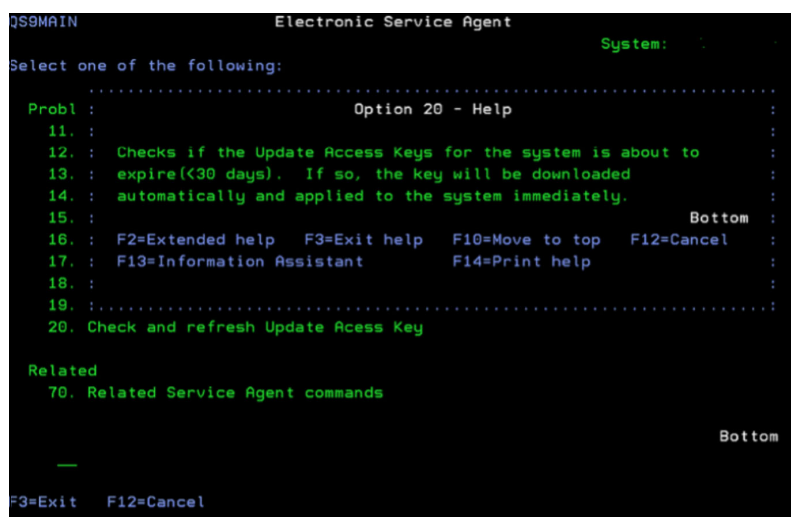 QS9MAIN Electronic Service Agent
System:
Select one of the following:
Probl : Option 20 - Help :
11. : :
12. : Checks if the Update Access Keys for the system is about to :
13. : expire(<30 days). If so, the key will be downloaded :
14. : automatically and applied to the system immediately. :
15. : Bottom :
16. : F2=Extended help F3=Exit help F10=Move to top F12=Cancel :
17. : F13=Information Assistant F14=Print help :
18. : :
19. :......................................................................:
20. Check and refresh Update Acess Key
Related
70. Related Service Agent commands
Bottom
F3=Exit F12=Cancel